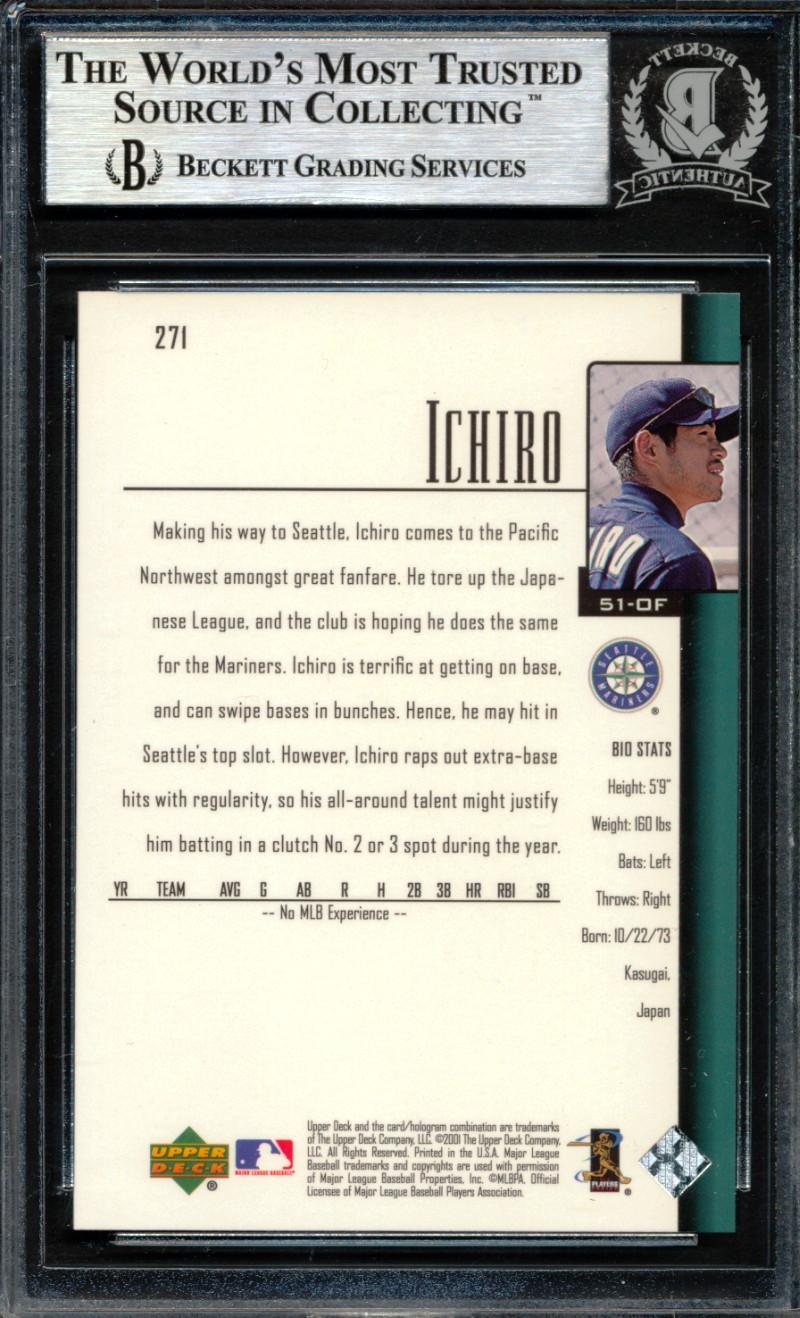 THE WORLD'S MOST TRUSTED
SOURCE IN COLLECTING™
B BECKETT GRADING SERVICES
BECKETT
B
AUTHENTIC
271
ICHIRO
IRO
51-OF
Making his way to Seattle, Ichiro comes to the Pacific
Northwest amongst great fanfare. He tore up the Japa-
nese League, and the club is hoping he does the same
for the Mariners. Ichiro is terrific at getting on base,
and can swipe bases in bunches. Hence, he may hit in
Seattle's top slot. However, Ichiro raps out extra-base
hits with regularity, so his all-around talent might justify
him batting in a clutch No. 2 or 3 spot during the year.
SEATTLE
MARINERS
®
BIO STATS
Height: 5'9"
Weight: 160 lbs
Bats: Left
Throws: Right
Born: 10/22/73
Kasugai,
Japan
YR TEAM AVG G AB R H 2B 3B HR RBI SB
-- No MLB Experience --
UPPER
DECK
®
MAJOR LEAGUE BASEBALL
Upper Deck and the card/hologram combination are trademarks
of The Upper Deck Company, LLC. ©2001 The Upper Deck Company,
LLC. All Rights Reserved. Printed in the U.S.A. Major League
Baseball trademarks and copyrights are used with permission
of Major League Baseball Properties, Inc. ©MLBPA. Official
Licensee of Major League Baseball Players Association.
PLAYERS
®